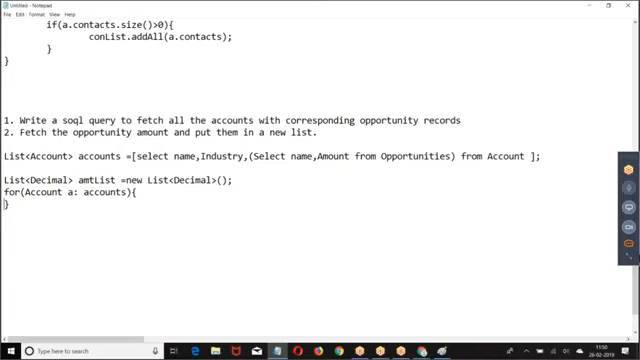 Untitled - Notepad
File Edit Format View Help
if(a.contacts.size()>0){
conList.addAll(a.contacts);
}
}
1. Write a soql query to fetch all the accounts with corresponding opportunity records
2. Fetch the opportunity amount and put them in a new list.
List<Account> accounts =[select name,Industry,(Select name,Amount from Opportunities) from Account ];
List<Decimal> amtList =new List<Decimal>();
for(Account a: accounts){
}
Type here to search
11:50
26-02-2019